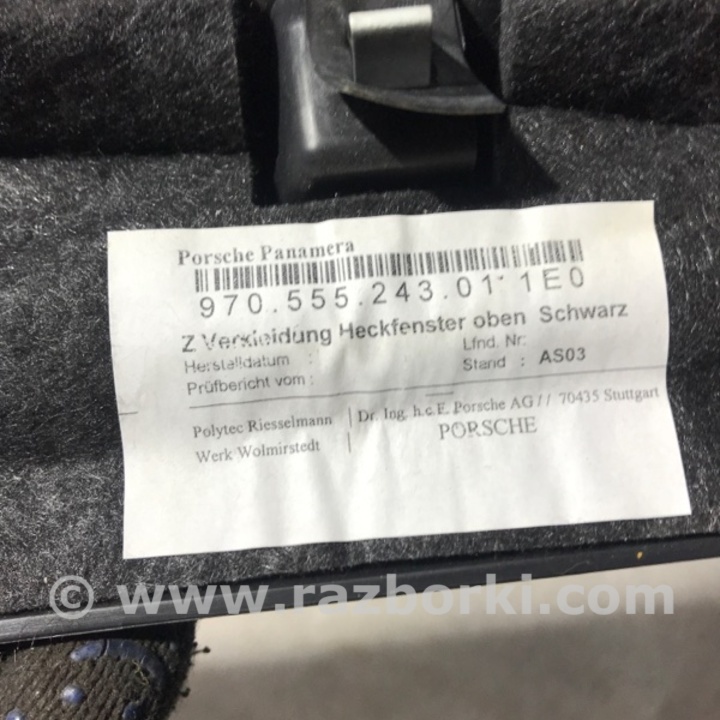 Porsche Panamera
970.555.243.01 1E0
Z Verkleidung Heckfenster oben Schwarz
Herstelldatum :
Lfnd. Nr:
Prüfbericht vom :
Stand : AS03
Polytec Riesselmann
Werk Wolmirstedt
Dr. Ing. h.c.F. Porsche AG // 70435 Stuttgart
PORSCHE
© www.razborki.com